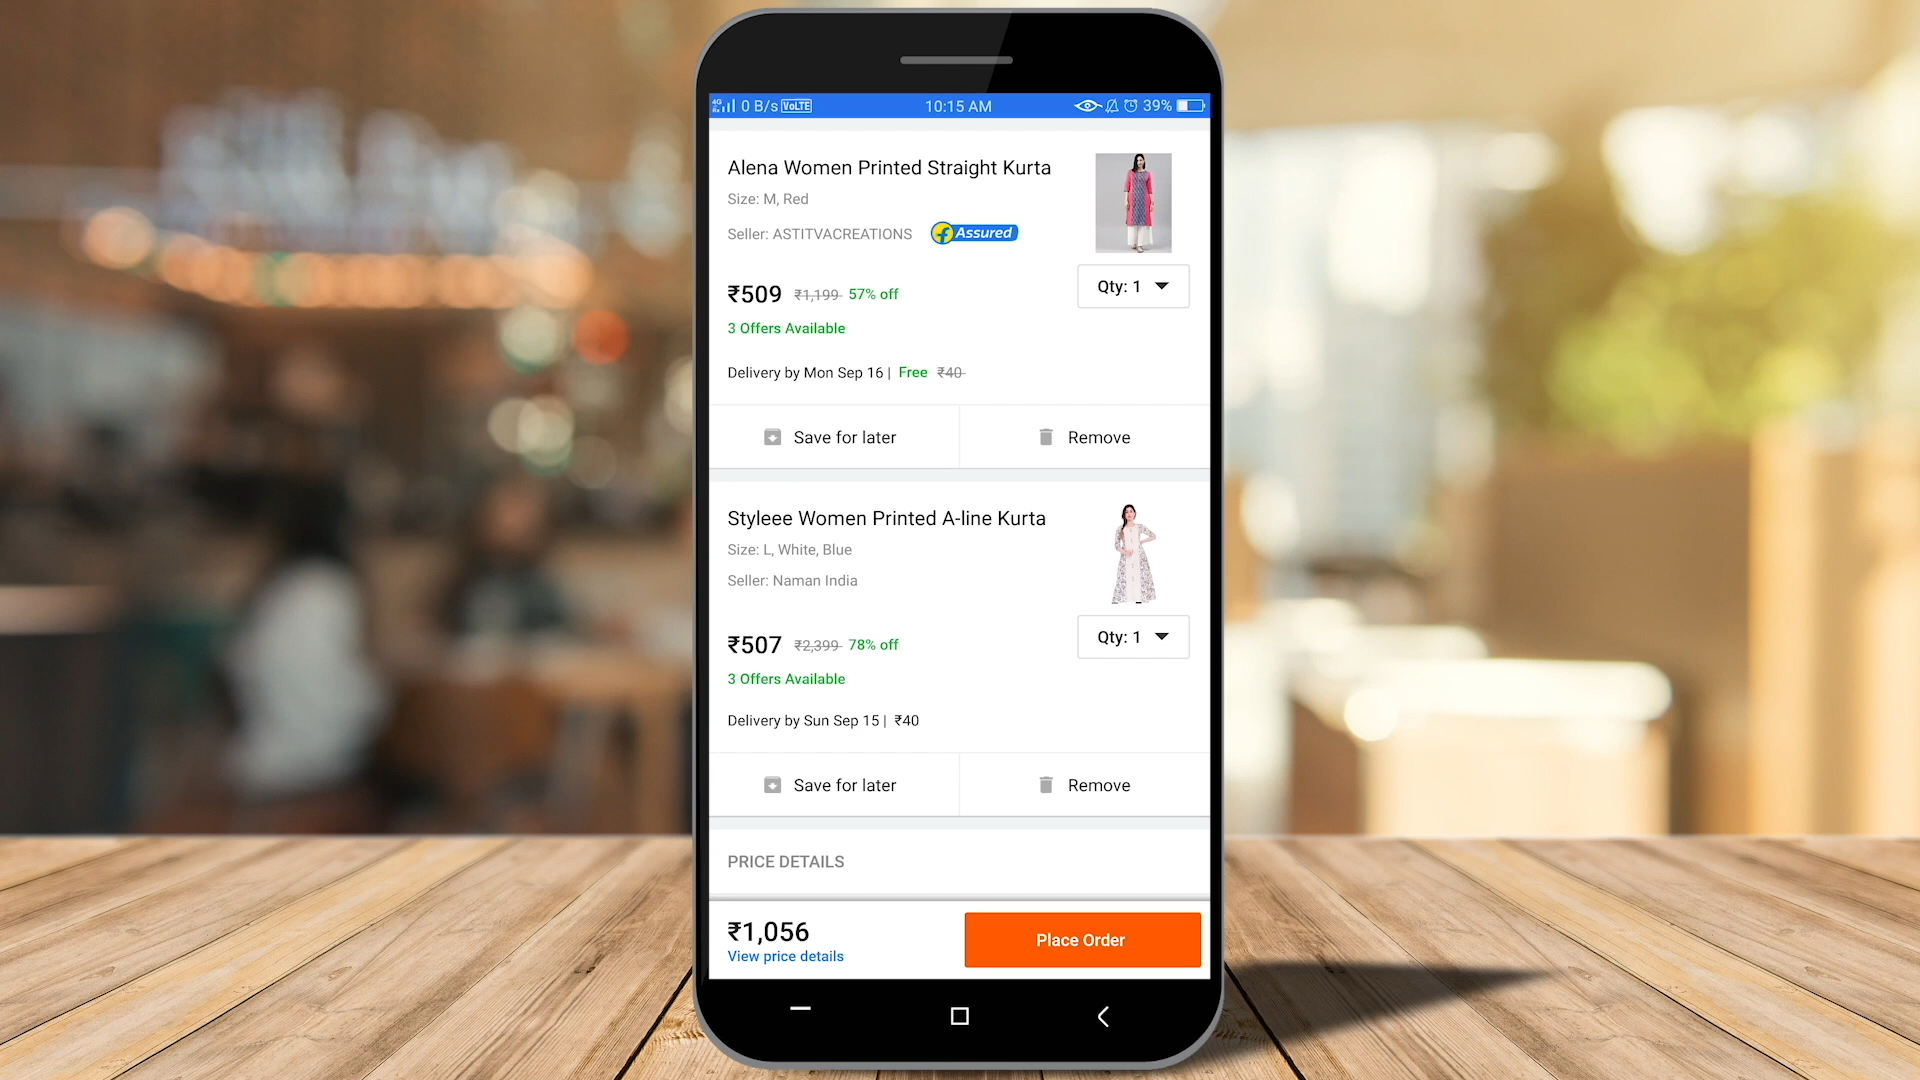 4G 0 B/s VoLTE 10:15 AM 39%
Alena Women Printed Straight Kurta
Size: M, Red
Seller: ASTITVACREATIONS Assured
₹509 ₹1,199 57% off Qty: 1
3 Offers Available
Delivery by Mon Sep 16 | Free ₹40
Save for later Remove
Styleee Women Printed A-line Kurta
Size: L, White, Blue
Seller: Naman India
₹507 ₹2,399 78% off Qty: 1
3 Offers Available
Delivery by Sun Sep 15 | ₹40
Save for later Remove
PRICE DETAILS
₹1,056
View price details
Place Order